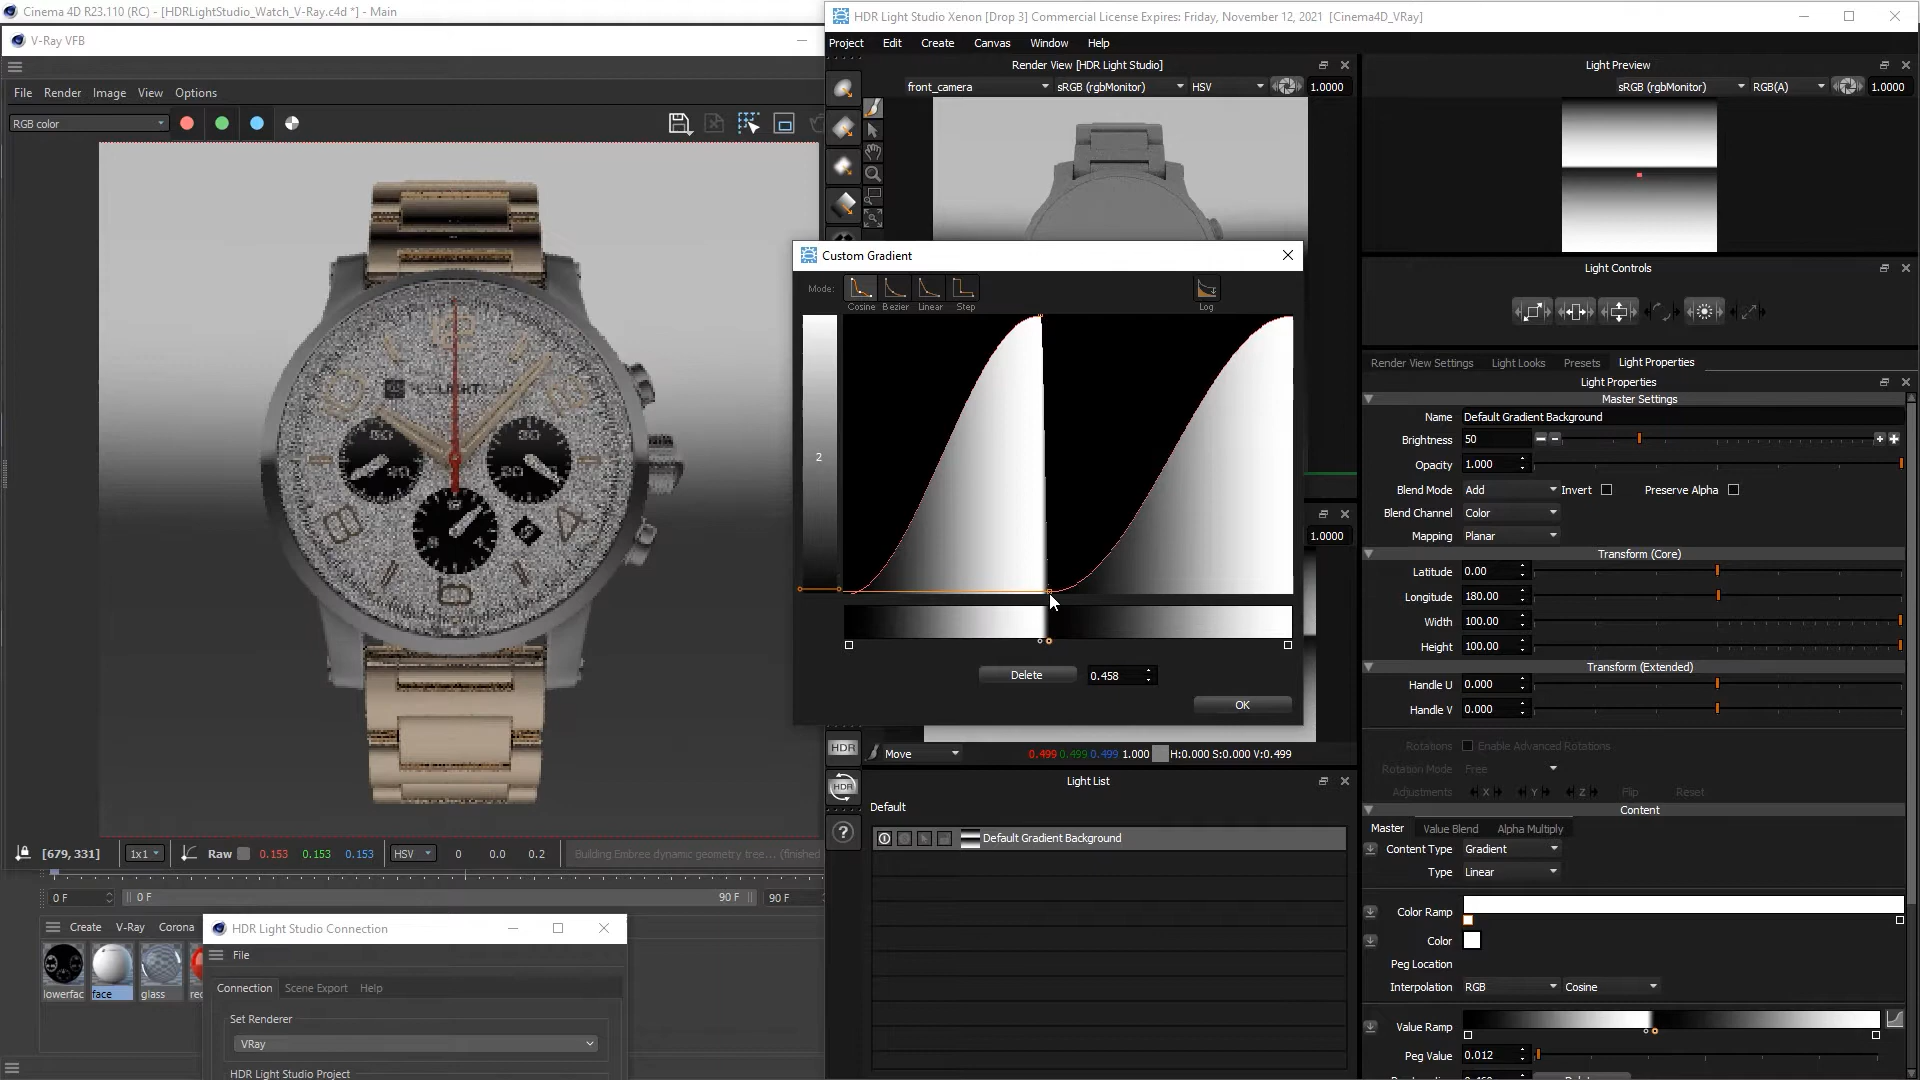 Cinema 4D R23.110 (RC) - [HDRLightStudio_Watch_V-Ray.c4d *] - Main
V-Ray VFB
File Render Image View Options
RGB color
[679, 331] 1x1 Raw 0.153 0.153 0.153 HSV 0 0.0 0.2 Building Embree dynamic geometry tree... (finished
0 F 0 F 90 F 90 F
Create V-Ray Corona
lowerfac face glass rec
HDR Light Studio Connection
File
Connection Scene Export Help
Set Renderer
VRay
HDR Light Studio Project
HDR Light Studio Xenon [Drop 3] Commercial License Expires: Friday, November 12, 2021 [Cinema4D_VRay]
Project Edit Create Canvas Window Help
Render View [HDR Light Studio]
front_camera sRGB (rgbMonitor) HSV 1.0000
Custom Gradient
Mode: Cosine Bezier Linear Step Log
2
Delete 0.458
OK
1.0000
HDR Move 0.499 0.499 0.499 1.000 H:0.000 S:0.000 V:0.499
HDR
?
Light List
Default
Default Gradient Background
Light Preview
sRGB (rgbMonitor) RGB(A) 1.0000
Light Controls
Render View Settings Light Looks Presets Light Properties
Light Properties
Master Settings
Name Default Gradient Background
Brightness 50
Opacity 1.000
Blend Mode Add Invert Preserve Alpha
Blend Channel Color
Mapping Planar
Transform (Core)
Latitude 0.00
Longitude 180.00
Width 100.00
Height 100.00
Transform (Extended)
Handle U 0.000
Handle V 0.000
Rotations Enable Advanced Rotations
Rotation Mode Free
Adjustments X Y Z Flip Reset
Content
Master Value Blend Alpha Multiply
Content Type Gradient
Type Linear
Color Ramp
Color
Peg Location
Interpolation RGB Cosine
Value Ramp
Peg Value 0.012